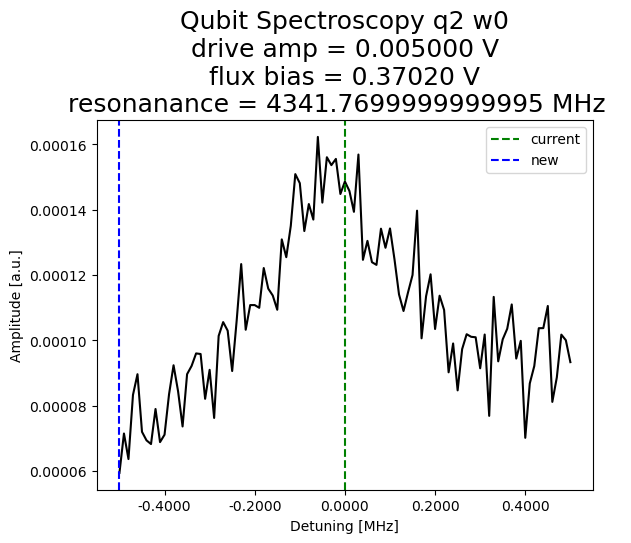 Qubit Spectroscopy q2 w0
drive amp = 0.005000 V
flux bias = 0.37020 V
resonanance = 4341.7699999999995 MHz
current
new
0.00016
0.00014
0.00012
0.00010
0.00008
0.00006
Amplitude [a.u.]
-0.4000 -0.2000 0.0000 0.2000 0.4000
Detuning [MHz]